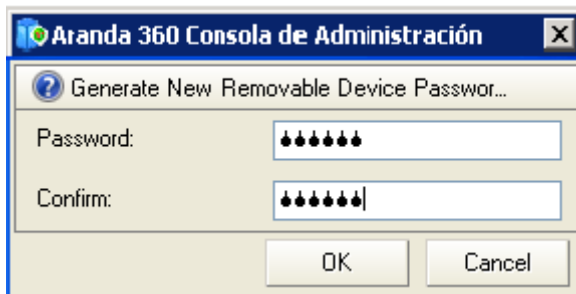 Aranda 360 Consola de Administración
Generate New Removable Device Passwor...
Password:
Confirm:
OK Cancel